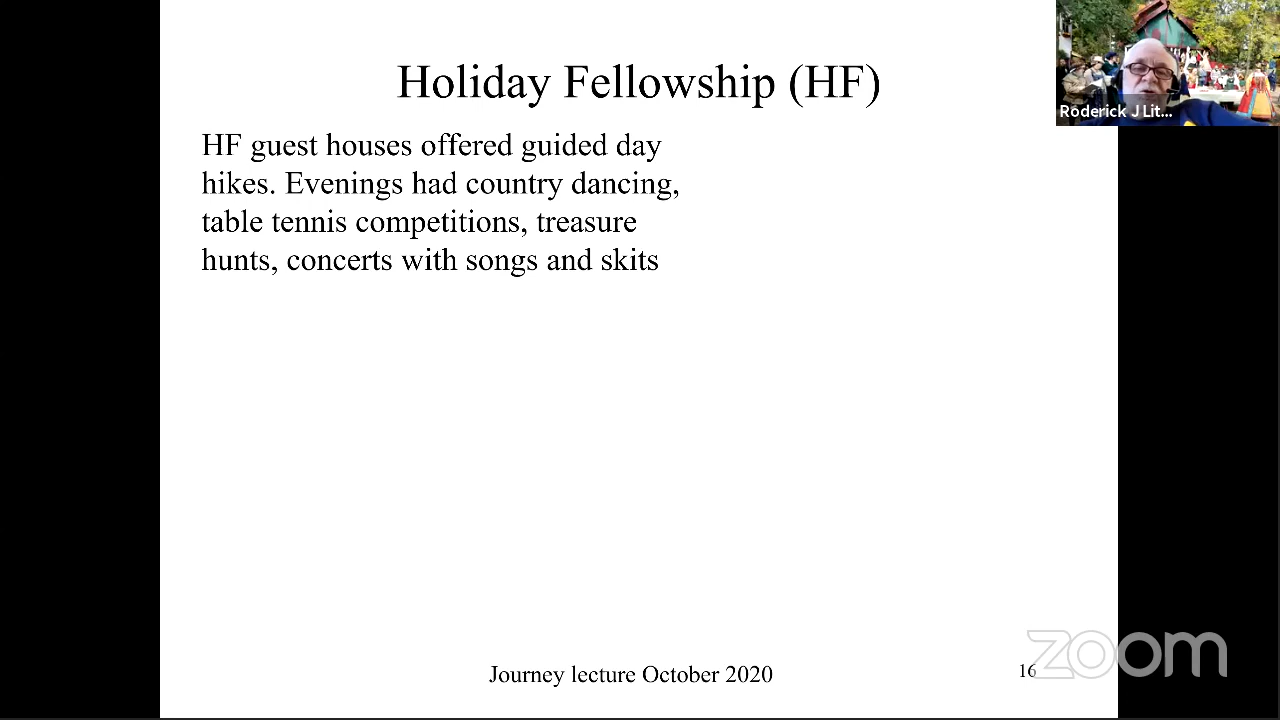 Holiday Fellowship (HF)
Roderick J Lit...
HF guest houses offered guided day
hikes. Evenings had country dancing,
table tennis competitions, treasure
hunts, concerts with songs and skits
Journey lecture October 2020
16
zoom